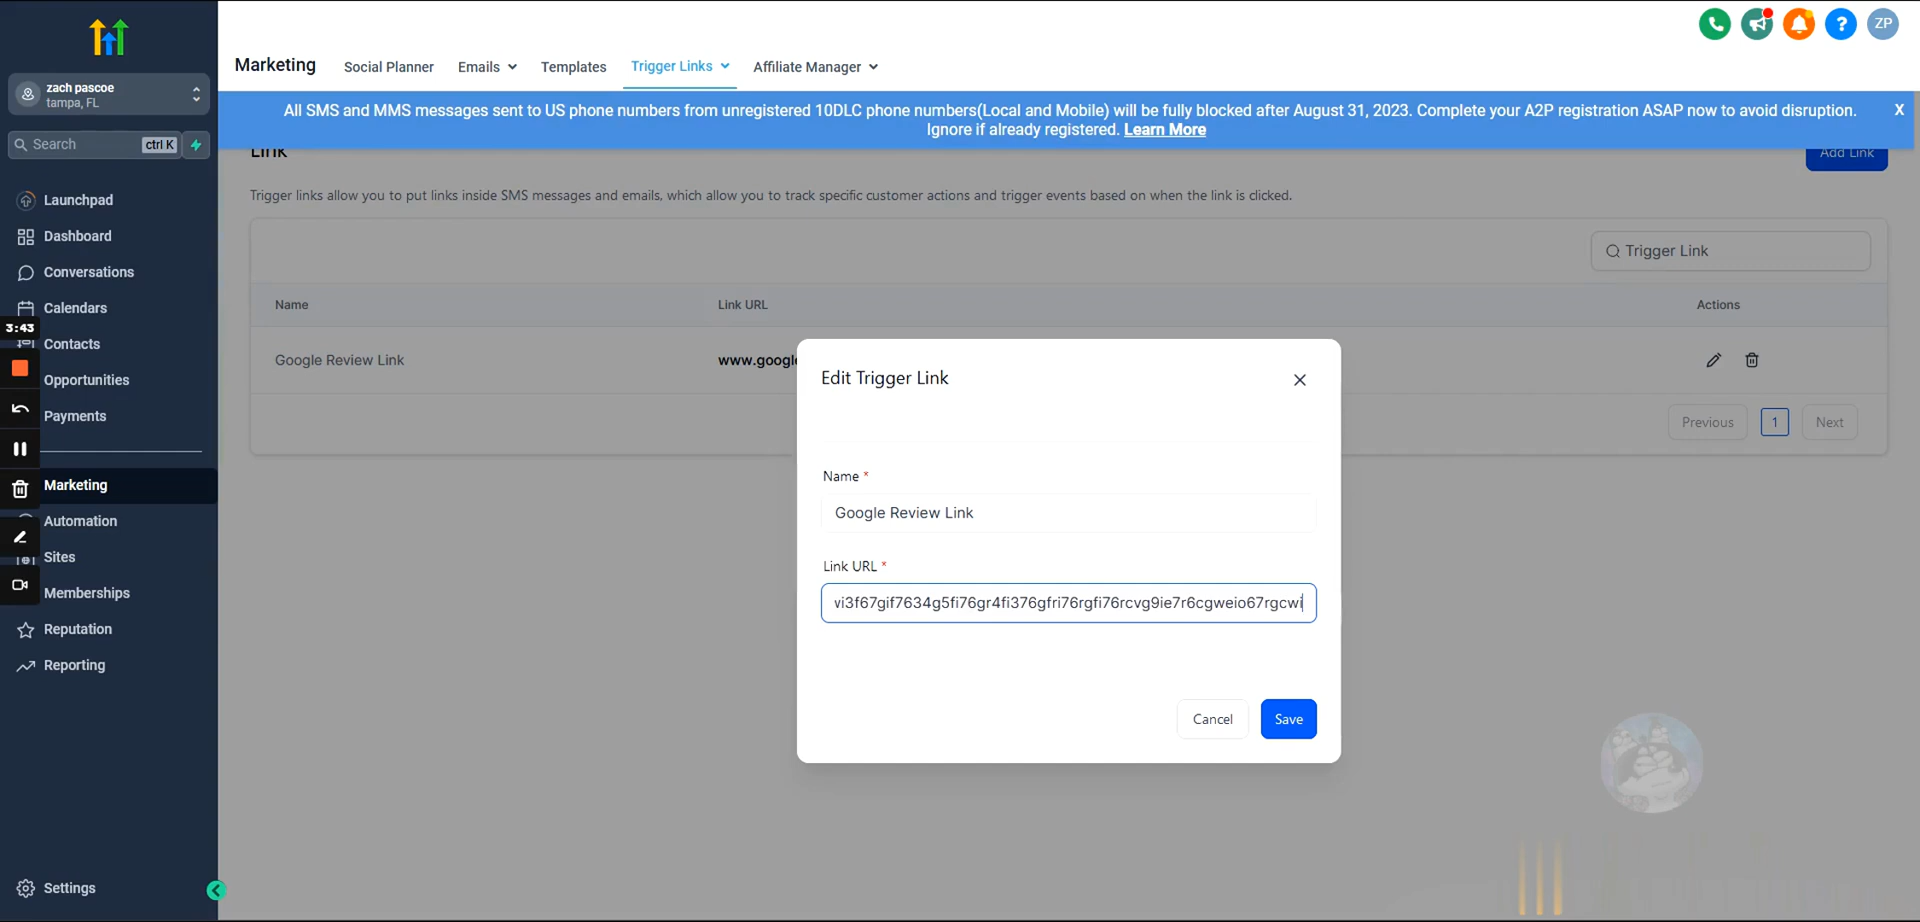 ZP
Marketing
Social Planner
Emails
Templates
Trigger Links
Affiliate Manager
zach pascoe
tampa, FL
Search
ctrl K
All SMS and MMS messages sent to US phone numbers from unregistered 10DLC phone numbers(Local and Mobile) will be fully blocked after August 31, 2023. Complete your A2P registration ASAP now to avoid disruption.
Ignore if already registered. Learn More
X
Link
Add Link
Trigger links allow you to put links inside SMS messages and emails, which allow you to track specific customer actions and trigger events based on when the link is clicked.
Launchpad
Dashboard
Conversations
Calendars
3:43
Contacts
Opportunities
Payments
Marketing
Automation
Sites
Memberships
Reputation
Reporting
Settings
Trigger Link
Name
Link URL
Actions
Google Review Link
www.google
Previous
1
Next
Edit Trigger Link
Name *
Google Review Link
Link URL *
vi3f67gif7634g5fi76gr4fi376gfri76rgfi76rcvg9ie7r6cgweio67rgcwi
Cancel
Save